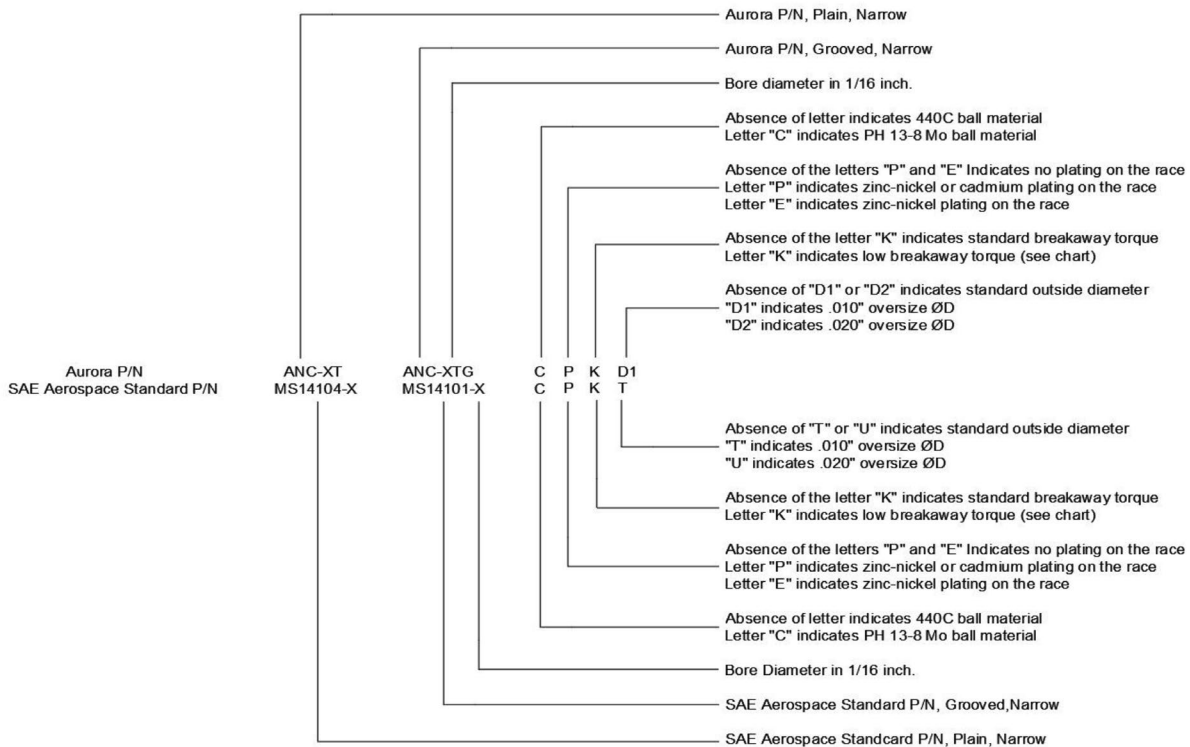 Aurora P/N, Plain, Narrow
Aurora P/N, Grooved, Narrow
Bore diameter in 1/16 inch.
Absence of letter indicates 440C ball material
Letter "C" indicates PH 13-8 Mo ball material
Absence of the letters "P" and "E" Indicates no plating on the race
Letter "P" indicates zinc-nickel or cadmium plating on the race
Letter "E" indicates zinc-nickel plating on the race
Absence of the letter "K" indicates standard breakaway torque
Letter "K" indicates low breakaway torque (see chart)
Absence of "D1" or "D2" indicates standard outside diameter
"D1" indicates .010" oversize ØD
"D2" indicates .020" oversize ØD
Aurora P/N ANC-XT ANC-XTG C P K D1
SAE Aerospace Standard P/N MS14104-X MS14101-X C P K T
Absence of "T" or "U" indicates standard outside diameter
"T" indicates .010" oversize ØD
"U" indicates .020" oversize ØD
Absence of the letter "K" indicates standard breakaway torque
Letter "K" indicates low breakaway torque (see chart)
Absence of the letters "P" and "E" Indicates no plating on the race
Letter "P" indicates zinc-nickel or cadmium plating on the race
Letter "E" indicates zinc-nickel plating on the race
Absence of letter indicates 440C ball material
Letter "C" indicates PH 13-8 Mo ball material
Bore Diameter in 1/16 inch.
SAE Aerospace Standard P/N, Grooved,Narrow
SAE Aerospace Standcard P/N, Plain, Narrow